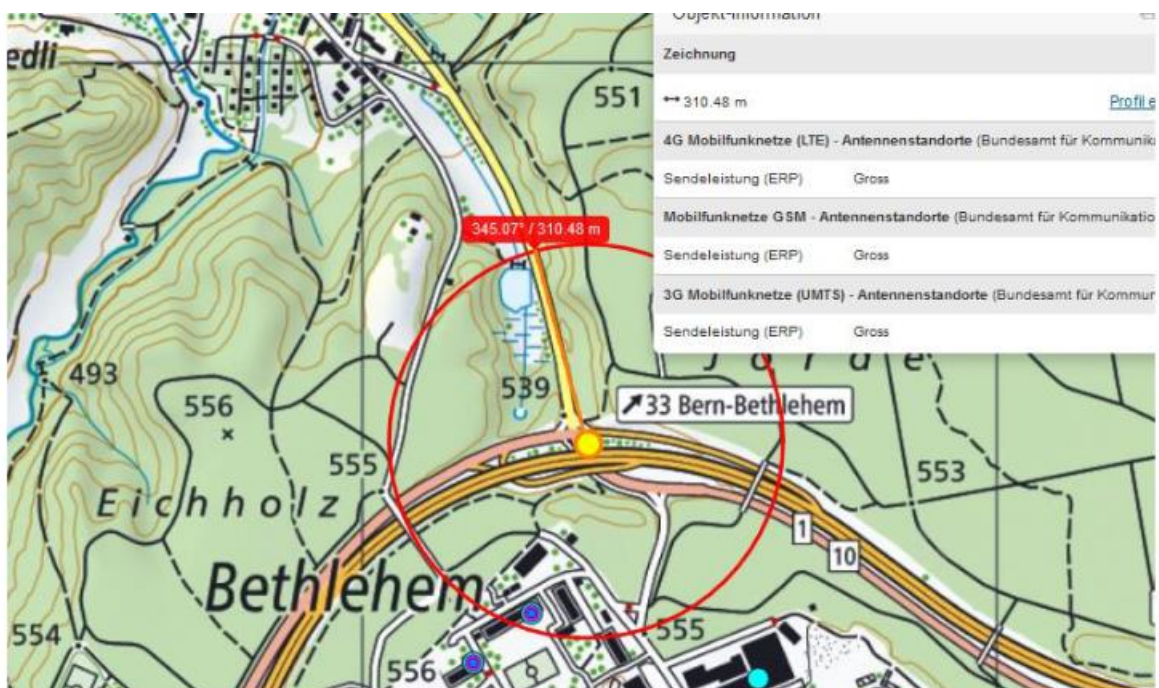 Objekt-Information
Zeichnung
310.48 m
Profil e
4G Mobilfunknetze (LTE) - Antennenstandorte (Bundesamt für Kommunik
Sendeleistung (ERP) Gross
Mobilfunknetze GSM - Antennenstandorte (Bundesamt für Kommunikatio
Sendeleistung (ERP) Gross
3G Mobilfunknetze (UMTS) - Antennenstandorte (Bundesamt für Kommur
Sendeleistung (ERP) Gross
edli
551
345.07° / 310.48 m
493
539
33 Bern-Bethlehem
556
555
553
Eichholz
1
10
Bethlehem
554
555
556